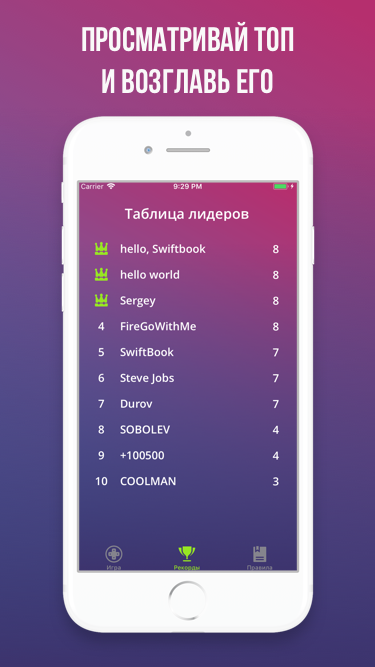 ПРОСМАТРИВАЙ ТОП
И ВОЗГЛАВЬ ЕГО
Carrier 9:29 PM
Таблица лидеров
hello, Swiftbook 8
hello world 8
Sergey 8
4 FireGoWithMe 8
5 SwiftBook 7
6 Steve Jobs 7
7 Durov 7
8 SOBOLEV 4
9 +100500 4
10 COOLMAN 3
Игра Рекорды Правила